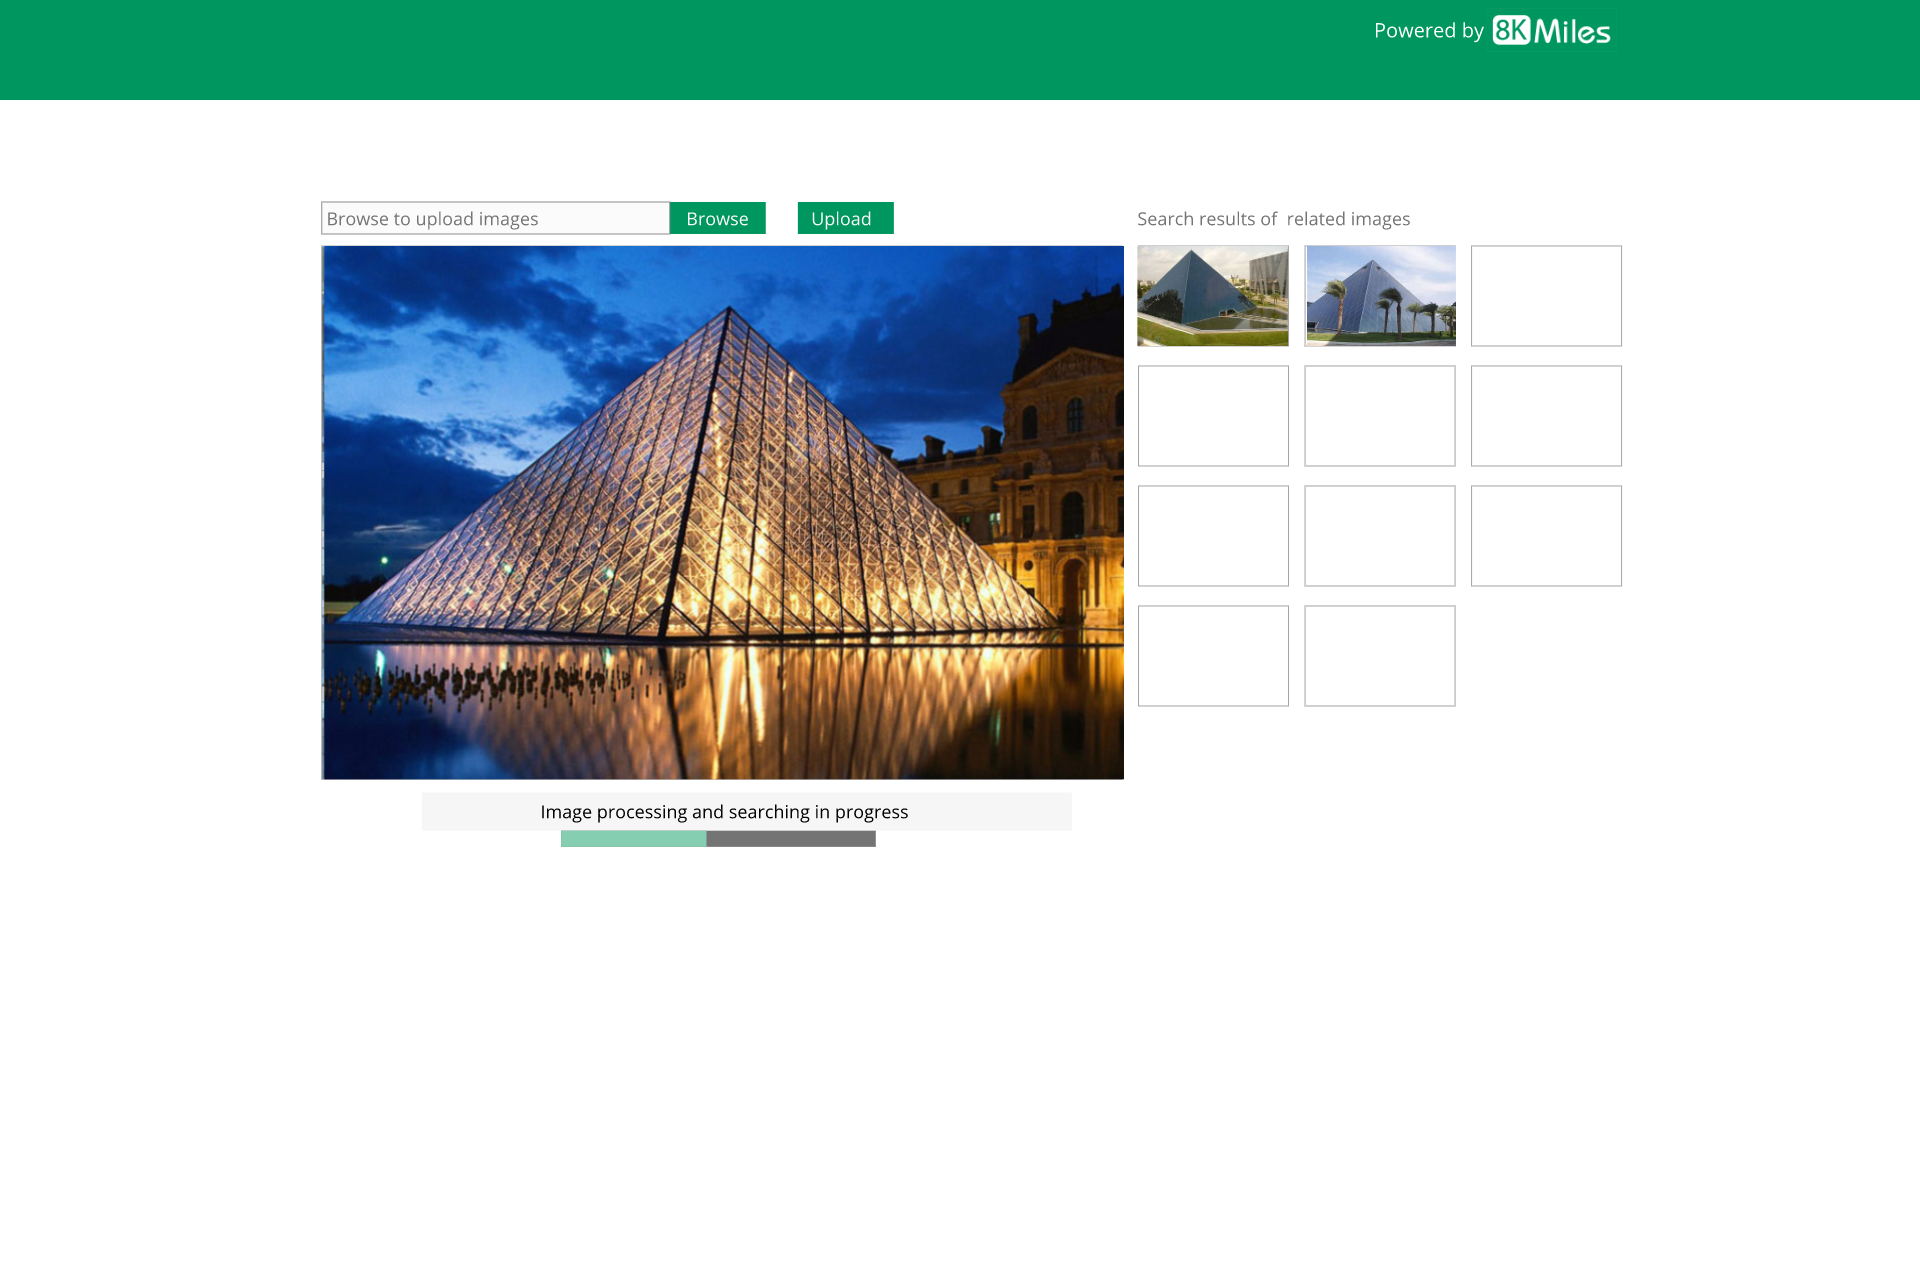 Powered by 8K Miles
Browse to upload images
Browse
Upload
Search results of related images
Image processing and searching in progress